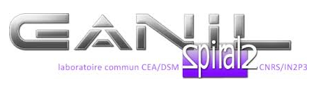 GANIL
spiral2
laboratoire commun CEA/DSM CNRS/IN2P3